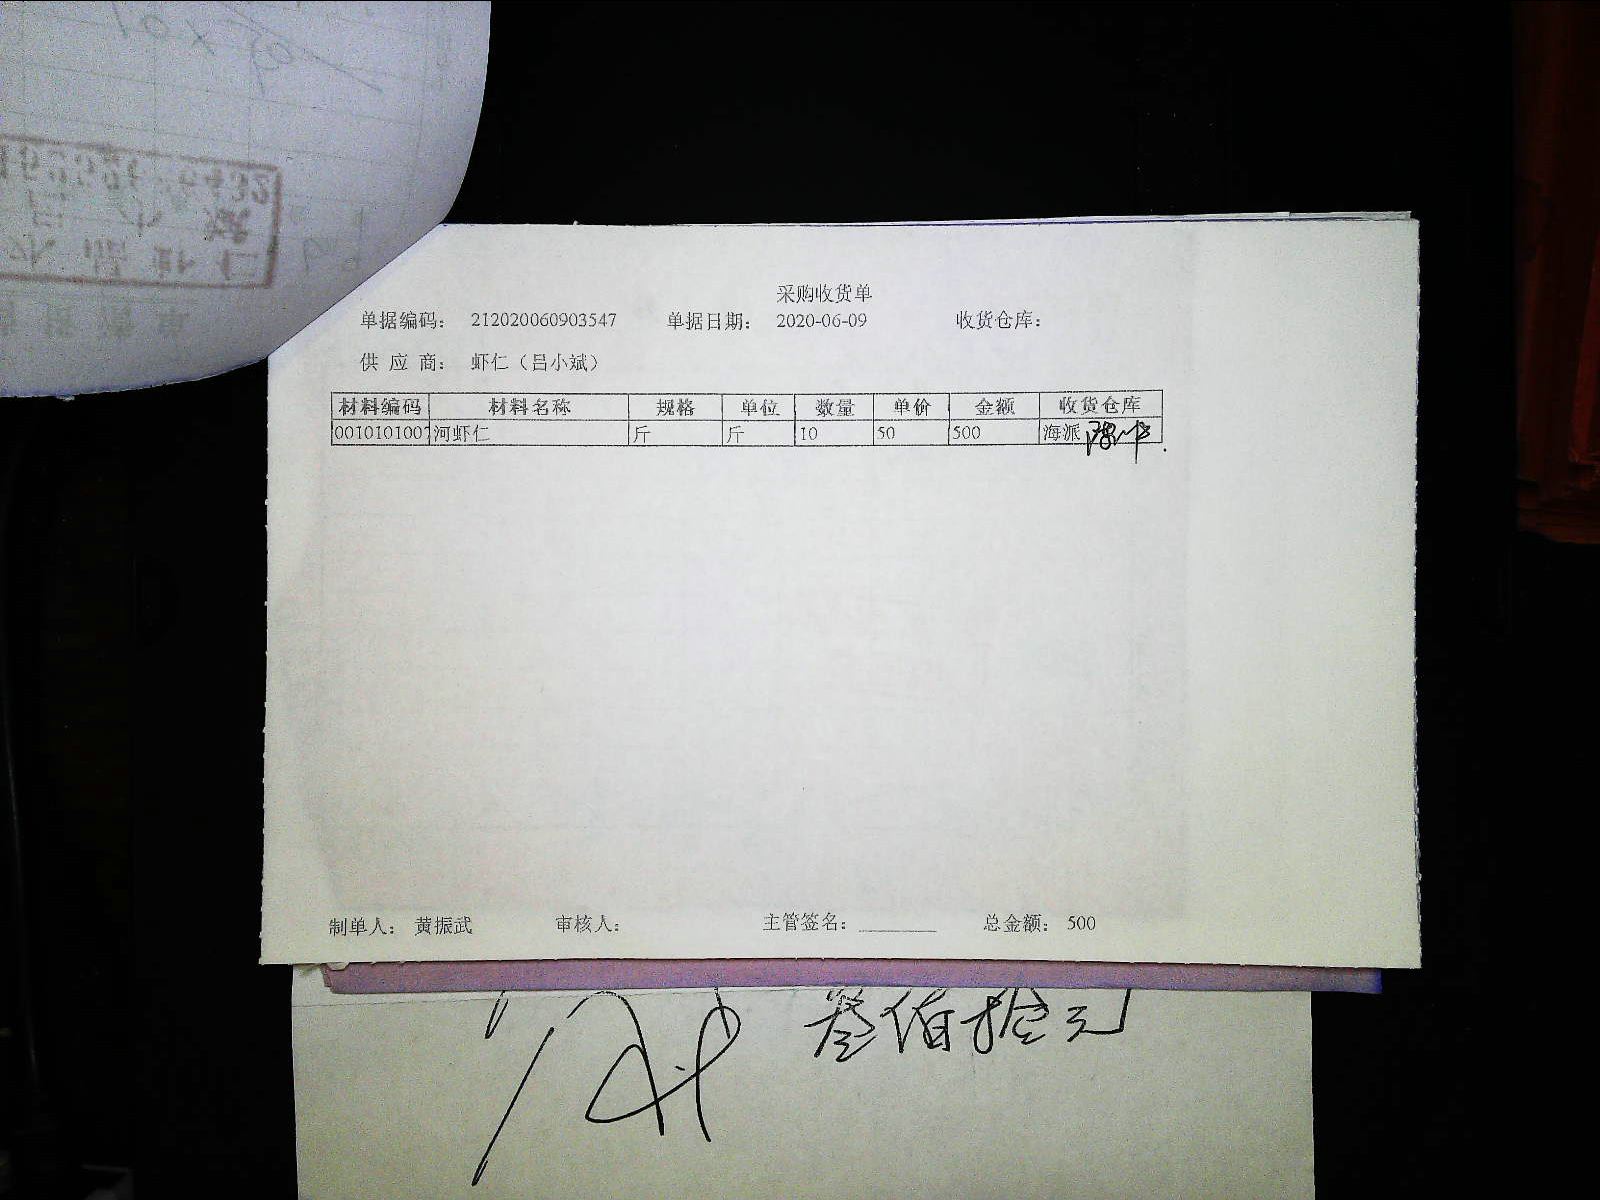 采购收货单
单据编码： 212020060903547 单据日期： 2020-06-09 收货仓库：
供 应 商： 虾仁（吕小斌）
材料编码 材料名称 规格 单位 数量 单价 金额 收货仓库
0010101007 河虾仁 斤 斤 10 50 500 海派
制单人： 黄振武 审核人： 主管签名： 总金额： 500
叁佰拾元